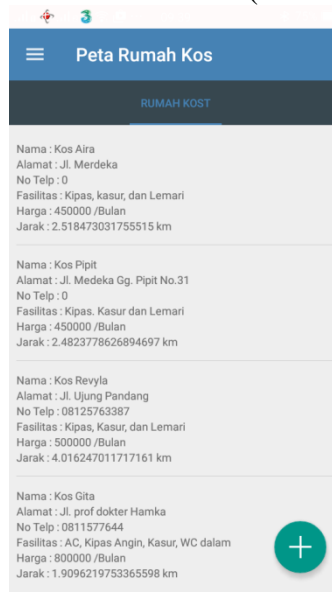 Peta Rumah Kos
RUMAH KOST
Nama : Kos Aira
Alamat : Jl. Merdeka
No Telp : 0
Fasilitas : Kipas, kasur, dan Lemari
Harga : 450000 /Bulan
Jarak : 2.518473031755515 km
Nama : Kos Pipit
Alamat : Jl. Medeka Gg. Pipit No.31
No Telp : 0
Fasilitas : Kipas. Kasur dan Lemari
Harga : 450000 /Bulan
Jarak : 2.4823778626894697 km
Nama : Kos Revyla
Alamat : Jl. Ujung Pandang
No Telp : 08125763387
Fasilitas : Kipas, Kasur, dan Lemari
Harga : 500000 /Bulan
Jarak : 4.016247011717161 km
Nama : Kos Gita
Alamat : Jl. prof dokter Hamka
No Telp : 0811577644
Fasilitas : AC, Kipas Angin, Kasur, WC dalam
Harga : 800000 /Bulan
Jarak : 1.9096219753365598 km